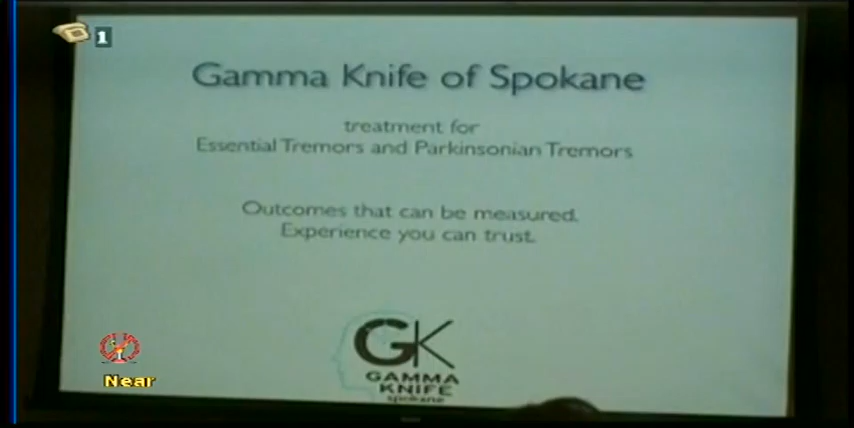 1
Gamma Knife of Spokane
treatment for
Essential Tremors and Parkinsonian Tremors
Outcomes that can be measured.
Experience you can trust.
GK
GAMMA
KNIFE
spokane
Near